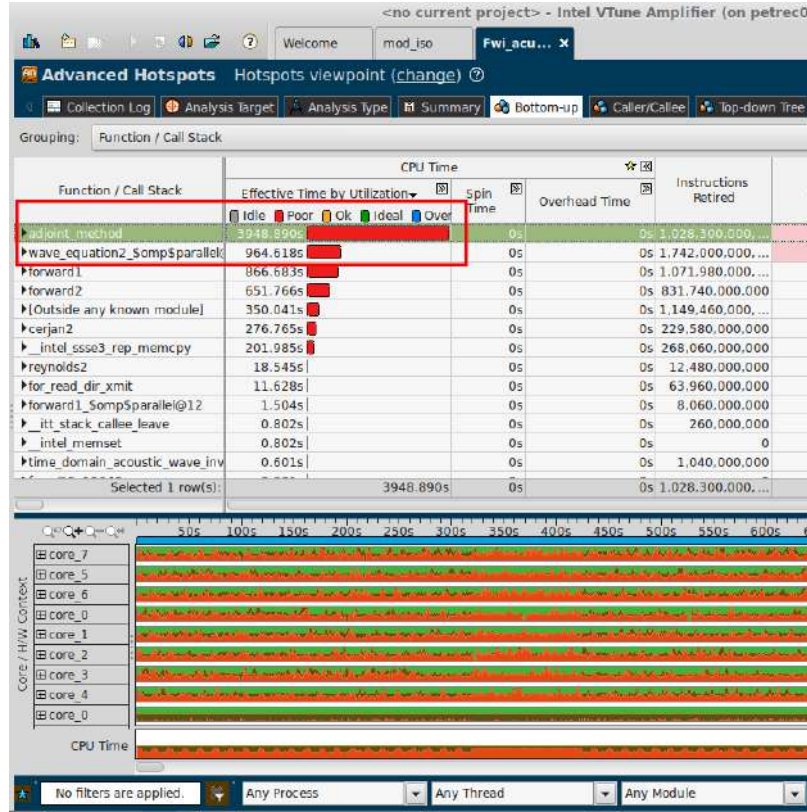 <no current project> - Intel VTune Amplifier (on petrec0
Welcome mod_iso Fwi_acu... x
Advanced Hotspots Hotspots viewpoint (change)
Collection Log Analysis Target Analysis Type Summary Bottom-up Caller/Callee Top-down Tree
Grouping: Function / Call Stack
Function / Call Stack
CPU Time
Effective Time by Utilization
Idle Poor Ok Ideal Over
Spin Time
Overhead Time
Instructions Retired
adjoint_method 3948.890s 0s 0s 1,028,300,000,...
wave_equation2_$omp$parallel( 964.618s 0s 0s 1,742,000,000,...
forward1 866.683s 0s 0s 1,071,980,000,...
forward2 651.766s 0s 0s 831,740,000,000
[Outside any known module] 350.041s 0s 0s 1,149,460,000,...
cerjan2 276.765s 0s 0s 229,580,000,000
__intel_ssse3_rep_memcpy 201.985s 0s 0s 268,060,000,000
reynolds2 18.545s 0s 0s 12,480,000,000
for_read_dir_xmit 11.628s 0s 0s 63,960,000,000
forward1_$omp$parallel@12 1.504s 0s 0s 8,060,000,000
__itt_stack_callee_leave 0.802s 0s 0s 260,000,000
__intel_memset 0.802s 0s 0s 0
time_domain_acoustic_wave_inv 0.601s 0s 0s 1,040,000,000
Selected 1 row(s): 3948.890s 0s 0s 1,028,300,000,...
50s 100s 150s 200s 250s 300s 350s 400s 450s 500s 550s 600s
Core / H/W Context
core_7
core_5
core_6
core_0
core_1
core_2
core_3
core_4
core_0
CPU Time
No filters are applied. Any Process Any Thread Any Module